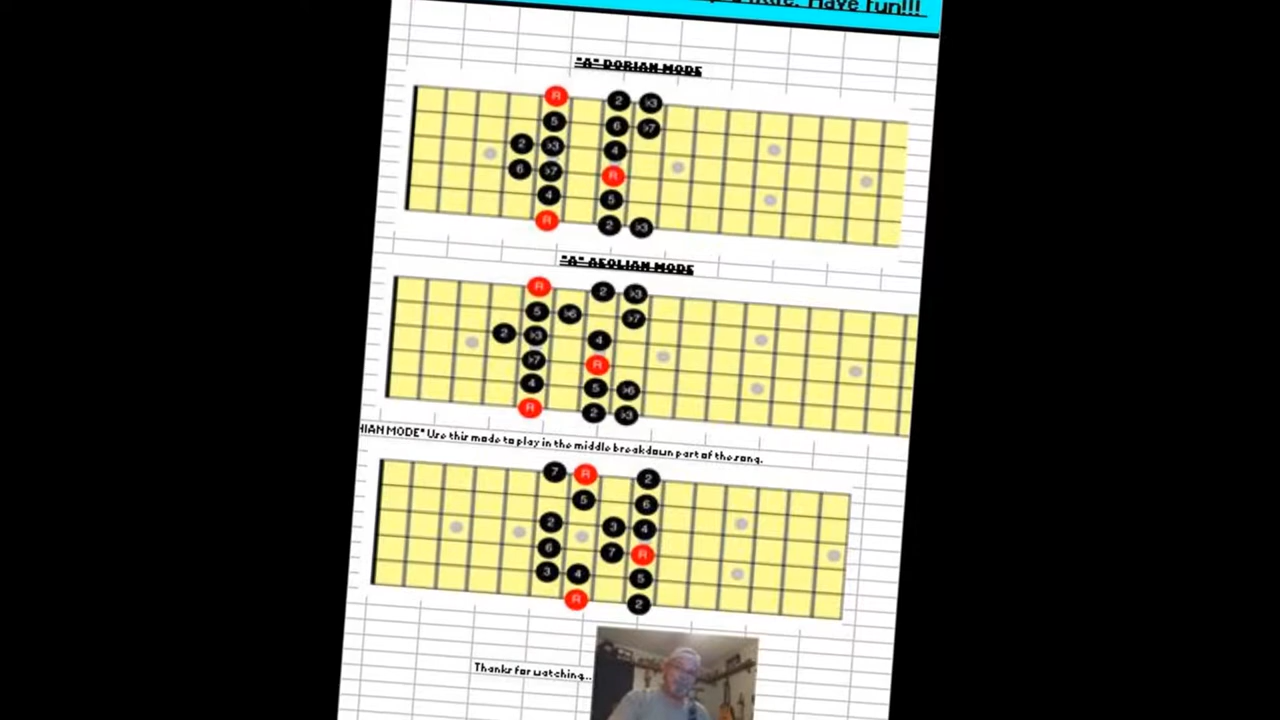 Have fun!!!
"A" DORIAN MODE
R 2 ♭3
5 6 ♭7
2 ♭3 4
6 ♭7 R
4 5
R 2 ♭3
"A" AEOLIAN MODE
R 2 ♭3
5 ♭6 ♭7
2 ♭3 4
♭7 R
4 5 ♭6
R 2 ♭3
MODE" Use this mode to play in the middle breakdown part of the song.
7 R 2
5 6
2 3 4
6 7 R
3 4 5
R 2
Thanks for watching...